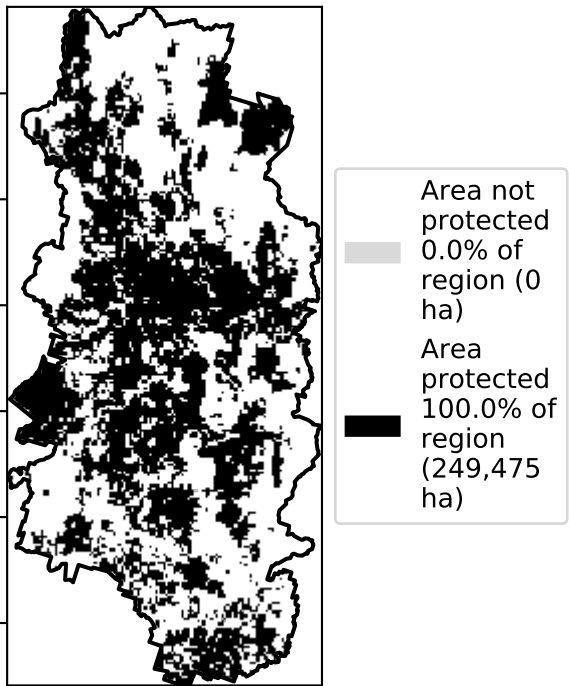 Area not
protected
0.0% of
region (0
ha)
Area
protected
100.0% of
region
(249,475
ha)